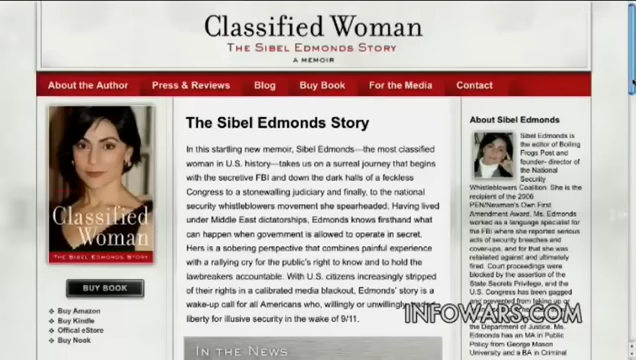 Classified Woman
THE SIBEL EDMONDS STORY
A MEMOIR
About the Author
Press & Reviews
Blog
Buy Book
For the Media
Contact
Classified
Woman
THE SIBEL EDMONDS STORY
BUY BOOK
Buy Amazon
Buy Kindle
Offical eStore
Buy Nook
The Sibel Edmonds Story
In this startling new memoir, Sibel Edmonds—the most classified
woman in U.S. history—takes us on a surreal journey that begins
with the secretive FBI and down the dark halls of a feckless
Congress to a stonewalling judiciary and finally, to the national
security whistleblowers movement she spearheaded. Having lived
under Middle East dictatorships, Edmonds knows firsthand what
can happen when government is allowed to operate in secret.
Here is a sobering perspective that combines painful experience
with a rallying cry for the public's right to know and to hold the
lawbreakers accountable. With U.S. citizens increasingly stripped
of their rights in a calibrated media blackout, Edmonds' story is a
wake-up call for all Americans who, willingly or unwillingly
liberty for illusive security in the wake of 9/11.
IN THE NEWS
About Sibel Edmonds
Sibel Edmonds is
the editor of Boiling
Frogs Post and
founder- director of
the National
Security
Whistleblowers Coalition. She is the
recipient of the 2006
PEN/Newman's Own First
Amendment Award. Ms. Edmonds
worked as a language specialist for
the FBI where she reported serious
acts of security breaches and
cover-ups, and for that she was
retaliated against and ultimately
fired. Court proceedings were
blocked by the assertion of the
State Secrets Privilege, and the
U.S. Congress has been gagged
and prevented from taking up
INFOWARS.COM
the Department of Justice. Ms.
Edmonds has an MA in Public
Policy from George Mason
University and a BA in Criminal